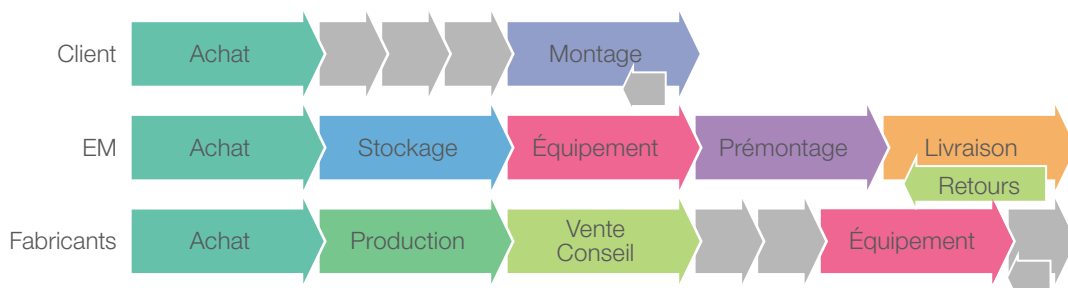 Client
Achat
Montage
EM
Achat
Stockage
Équipement
Prémontage
Livraison
Retours
Fabricants
Achat
Production
Vente
Conseil
Équipement